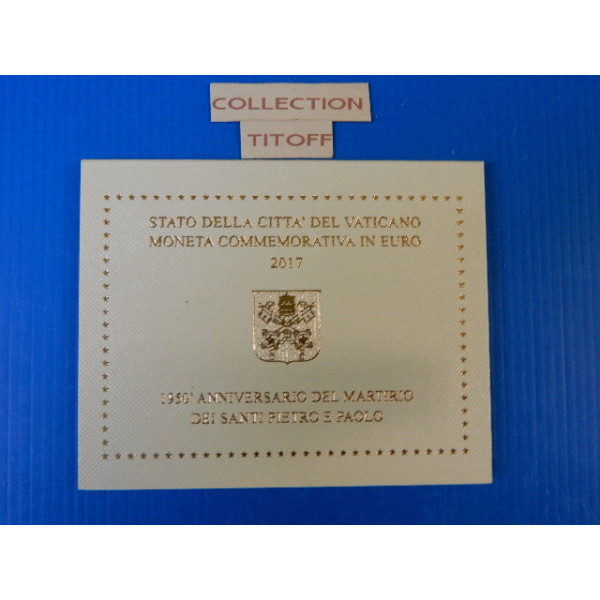 COLLECTION
TITOFF
STATO DELLA CITTA' DEL VATICANO
MONETA COMMEMORATIVA IN EURO
2017
1950° ANNIVERSARIO DEL MARTIRIO
DEI SANTI PIETRO E PAOLO